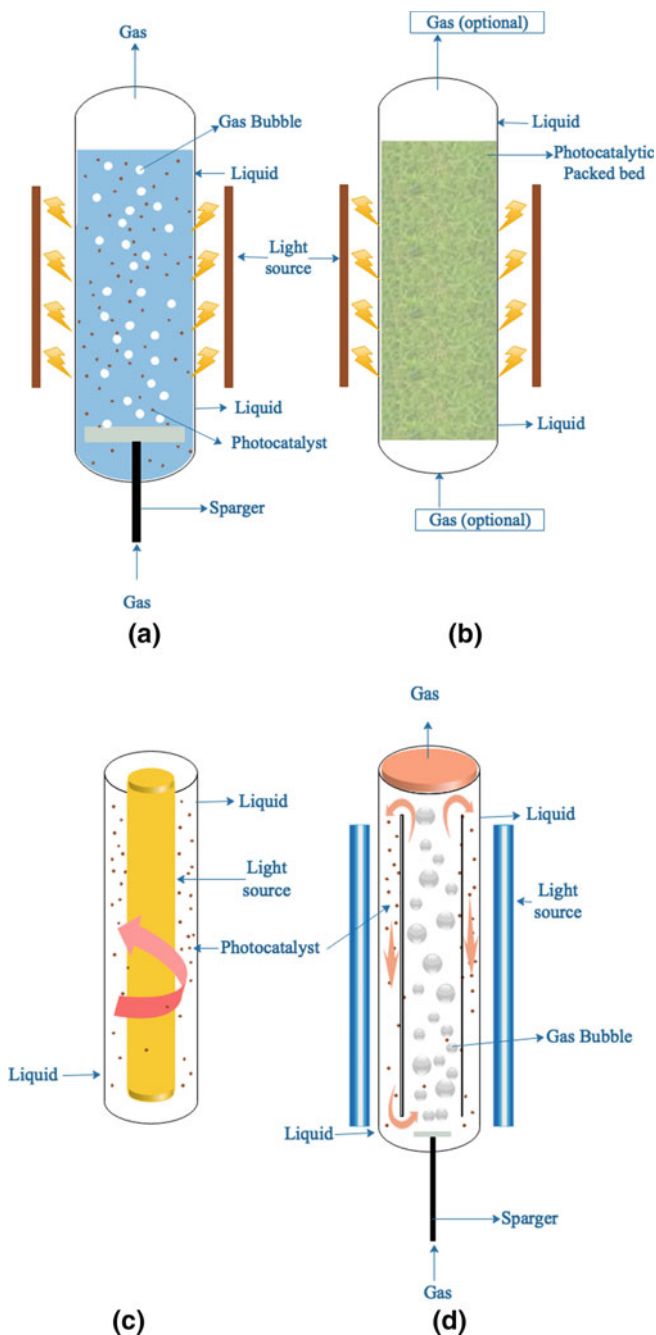 Gas
Gas Bubble
Liquid
Light
source
Liquid
Photocatalyst
Sparger
Gas
(a)
Gas (optional)
Liquid
Photocatalytic
Packed bed
Liquid
Gas (optional)
(b)
Liquid
Light
source
Photocatalyst
Liquid
(c)
Gas
Liquid
Light
source
Gas Bubble
Liquid
Sparger
Gas
(d)